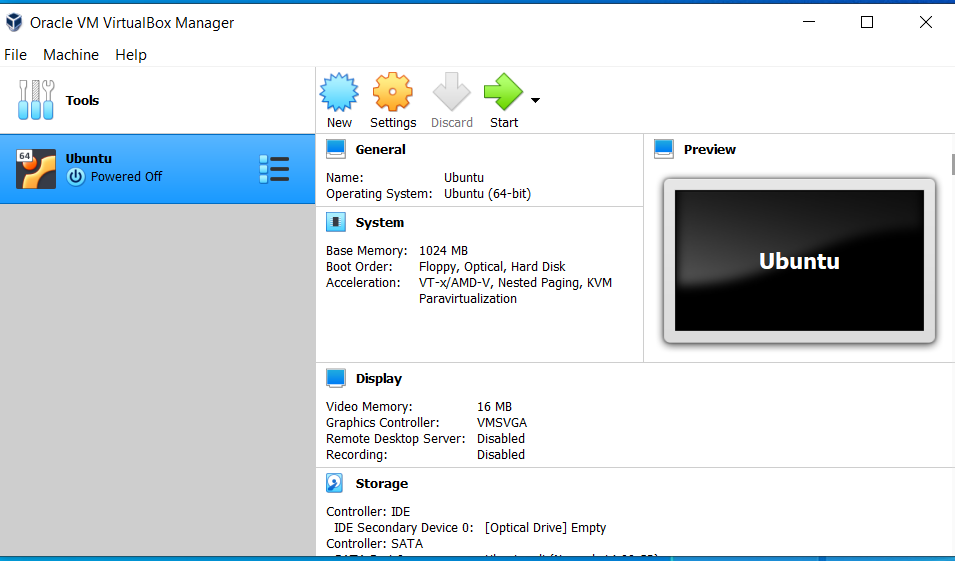 Oracle VM VirtualBox Manager
File Machine Help
Tools
New Settings Discard Start
64
Ubuntu
Powered Off
General
Name: Ubuntu
Operating System: Ubuntu (64-bit)
Preview
Ubuntu
System
Base Memory: 1024 MB
Boot Order: Floppy, Optical, Hard Disk
Acceleration: VT-x/AMD-V, Nested Paging, KVM
Paravirtualization
Display
Video Memory: 16 MB
Graphics Controller: VMSVGA
Remote Desktop Server: Disabled
Recording: Disabled
Storage
Controller: IDE
IDE Secondary Device 0: [Optical Drive] Empty
Controller: SATA